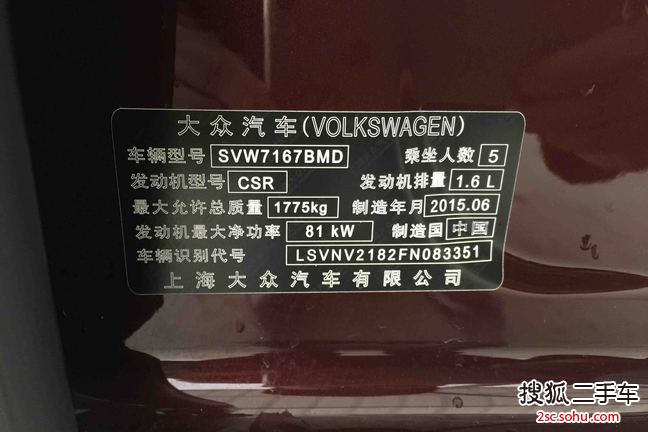 大众汽车(VOLKSWAGEN)
车辆型号 SVW7167BMD 乘坐人数 5
发动机型号 CSR 发动机排量 1.6 L
最大允许总质量 1775kg 制造年月 2015.06
发动机最大净功率 81 kW 制造国 中国
车辆识别代号 LSVNV2182FN083351
上海大众汽车有限公司
搜狐二手车
2sc.sohu.com